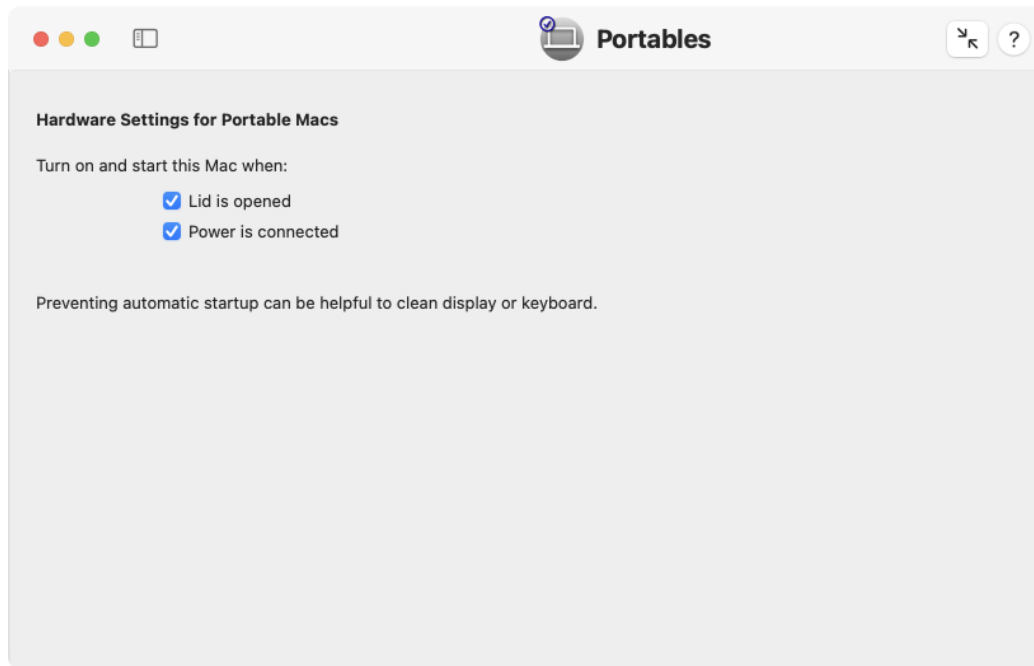 Portables
?
Hardware Settings for Portable Macs
Turn on and start this Mac when:
Lid is opened
Power is connected
Preventing automatic startup can be helpful to clean display or keyboard.